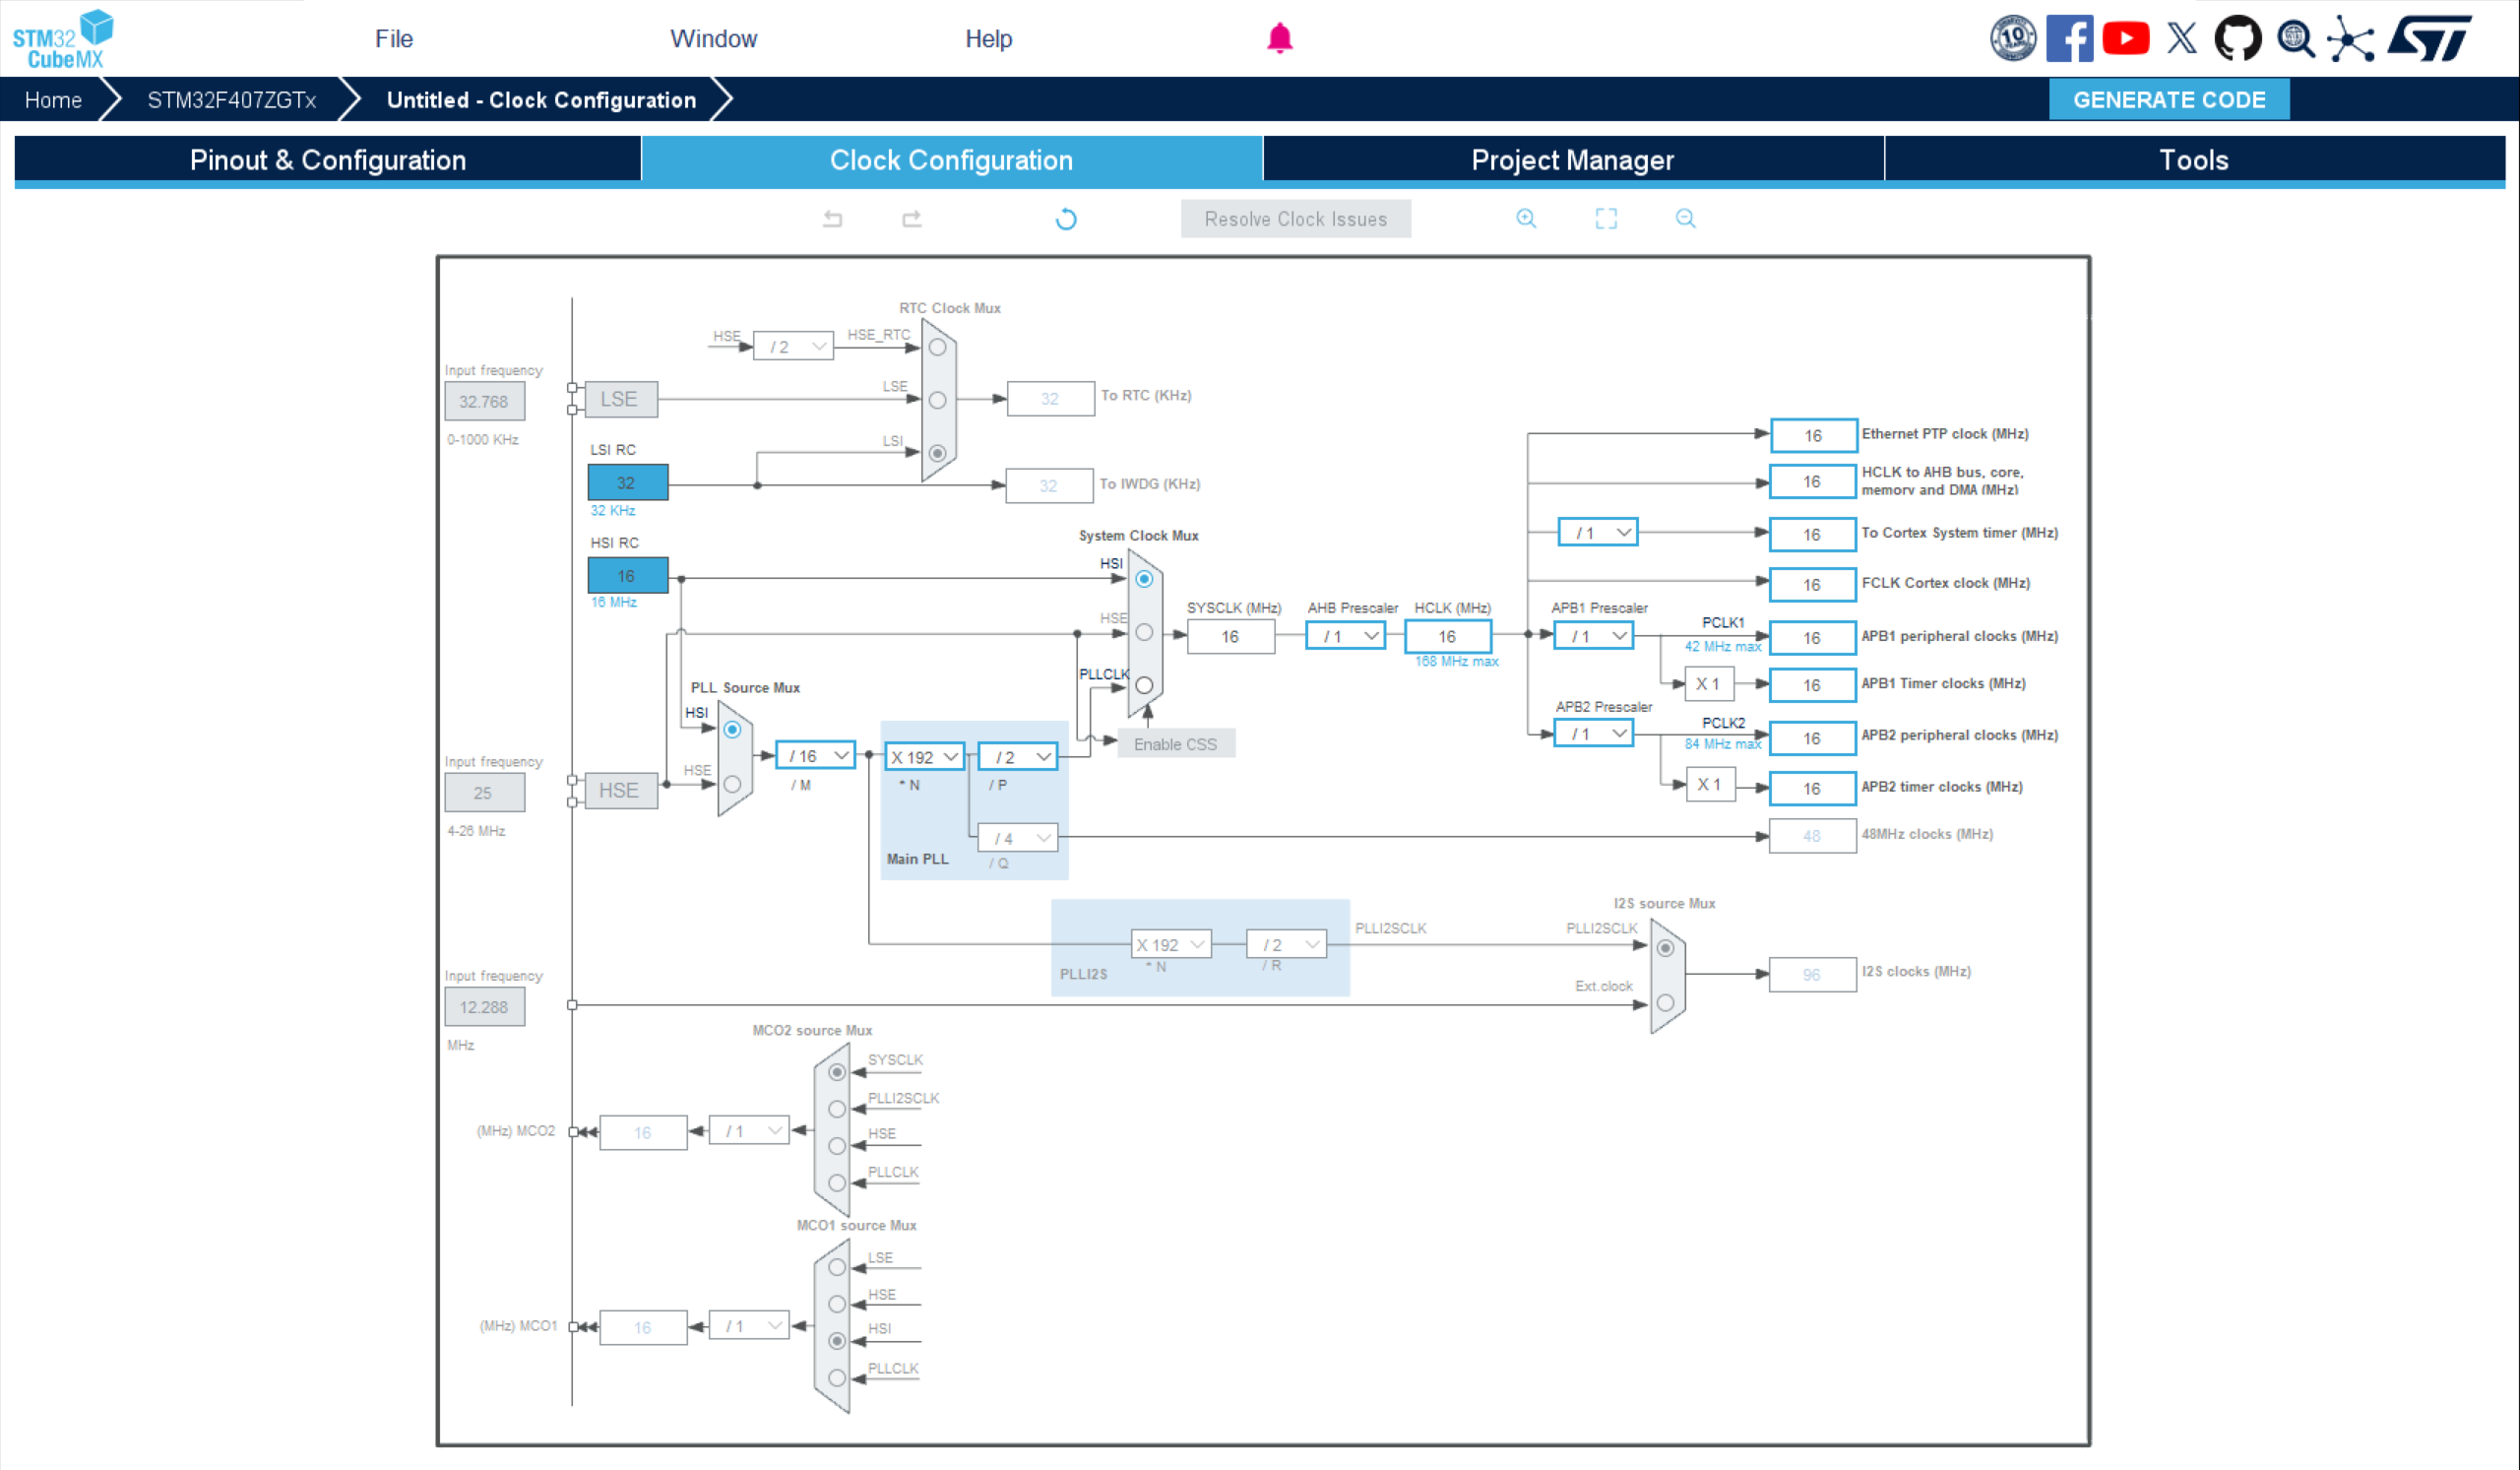 STM32
CubeMX
File
Window
Help
10
YEARS
Home
STM32F407ZGTx
Untitled - Clock Configuration
GENERATE CODE
Pinout & Configuration
Clock Configuration
Project Manager
Tools
Resolve Clock Issues
RTC Clock Mux
HSE
/ 2
HSE_RTC
Input frequency
32.768
0-1000 KHz
LSE
LSE
32
To RTC (KHz)
LSI RC
LSI
32
32 KHz
32
To IWDG (KHz)
HSI RC
16
16 MHz
System Clock Mux
HSI
HSE
PLLCLK
SYSCLK (MHz)
16
AHB Prescaler
/ 1
HCLK (MHz)
16
168 MHz max
16
Ethernet PTP clock (MHz)
16
HCLK to AHB bus, core,
memory and DMA (MHz)
/ 1
16
To Cortex System timer (MHz)
16
FCLK Cortex clock (MHz)
APB1 Prescaler
/ 1
PCLK1
42 MHz max
16
APB1 peripheral clocks (MHz)
X 1
16
APB1 Timer clocks (MHz)
APB2 Prescaler
/ 1
PCLK2
84 MHz max
16
APB2 peripheral clocks (MHz)
X 1
16
APB2 timer clocks (MHz)
PLL Source Mux
HSI
HSE
/ 16
/ M
X 192
* N
/ 2
/ P
Enable CSS
/ 4
/ Q
Main PLL
48
48MHz clocks (MHz)
Input frequency
25
4-26 MHz
HSE
PLLI2S
X 192
* N
/ 2
/ R
PLLI2SCLK
I2S source Mux
PLLI2SCLK
Ext.clock
96
I2S clocks (MHz)
Input frequency
12.288
MHz
MCO2 source Mux
SYSCLK
PLLI2SCLK
HSE
PLLCLK
(MHz) MCO2
16
/ 1
MCO1 source Mux
LSE
HSE
HSI
PLLCLK
(MHz) MCO1
16
/ 1